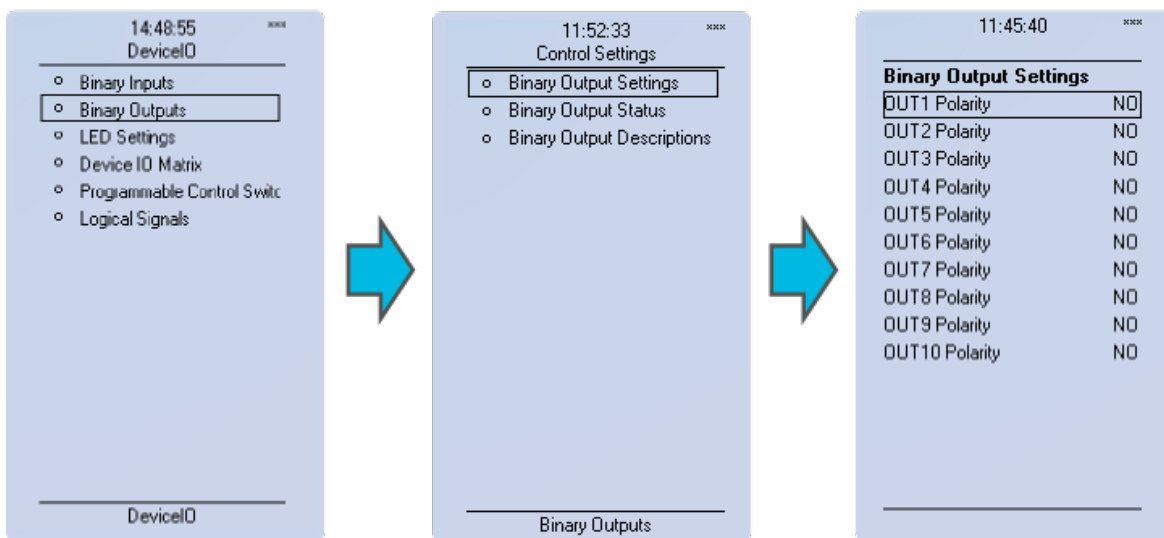 14:48:55 ***
DeviceIO
Binary Inputs
Binary Outputs
LED Settings
Device IO Matrix
Programmable Control Switc
Logical Signals
DeviceIO
11:52:33 ***
Control Settings
Binary Output Settings
Binary Output Status
Binary Output Descriptions
Binary Outputs
11:45:40 ***
Binary Output Settings
OUT1 Polarity NO
OUT2 Polarity NO
OUT3 Polarity NO
OUT4 Polarity NO
OUT5 Polarity NO
OUT6 Polarity NO
OUT7 Polarity NO
OUT8 Polarity NO
OUT9 Polarity NO
OUT10 Polarity NO